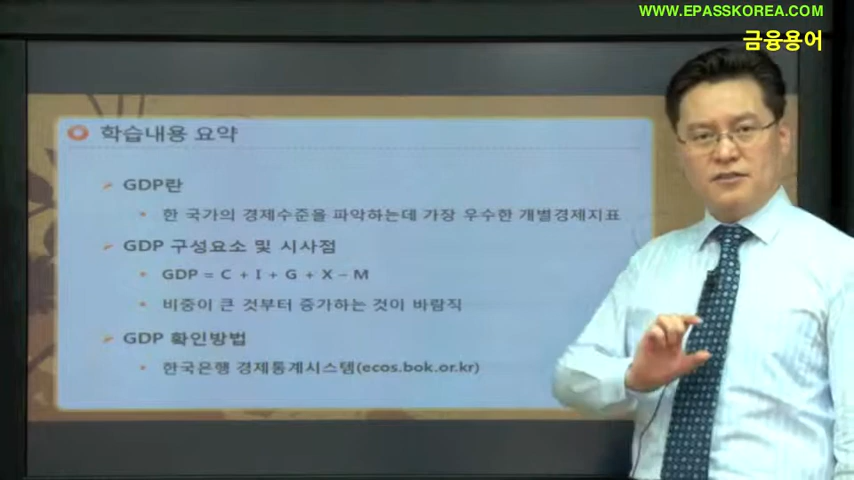 WWW.EPASSKOREA.COM
금융용어
학습내용 요약
GDP란
한 국가의 경제수준을 파악하는데 가장 우수한 개별경제지표
GDP 구성요소 및 시사점
GDP = C + I + G + X – M
비중이 큰 것부터 증가하는 것이 바람직
GDP 확인방법
한국은행 경제통계시스템(ecos.bok.or.kr)